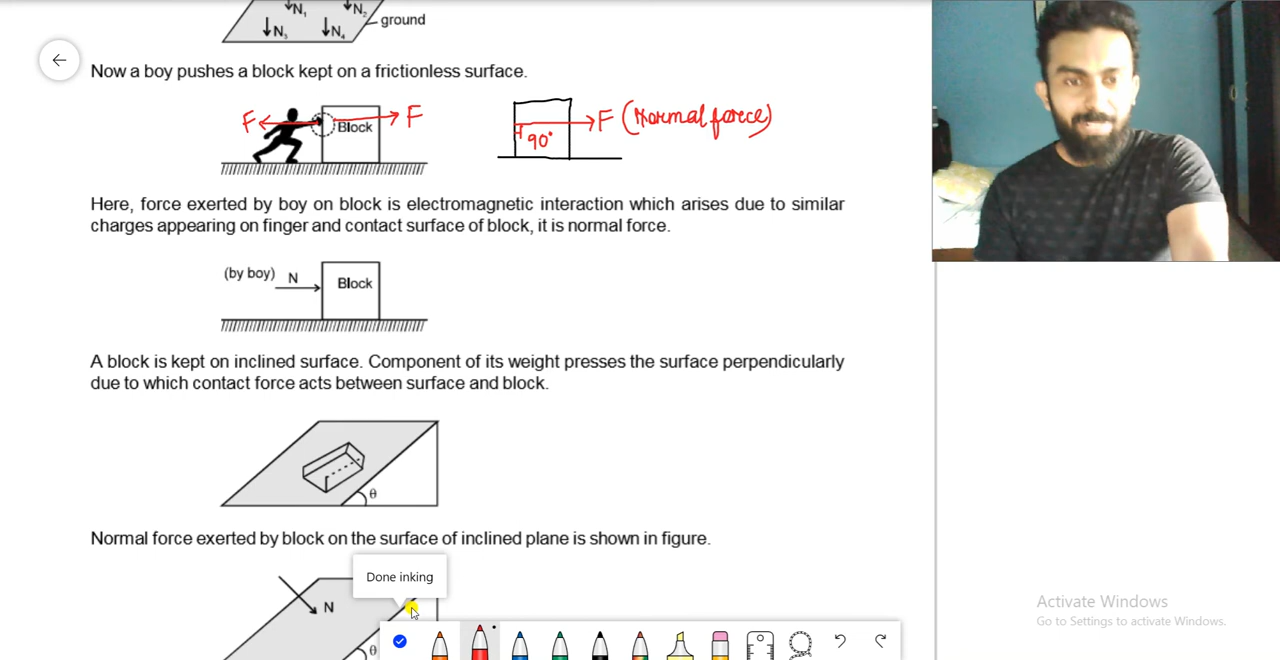 N₁ N₂
N₃ N₄ ground
Now a boy pushes a block kept on a frictionless surface.
F Block F 90° F (Normal force)
Here, force exerted by boy on block is electromagnetic interaction which arises due to similar
charges appearing on finger and contact surface of block, it is normal force.
(by boy) N Block
A block is kept on inclined surface. Component of its weight presses the surface perpendicularly
due to which contact force acts between surface and block.
θ
Normal force exerted by block on the surface of inclined plane is shown in figure.
Done inking
N
θ
Activate Windows
Go to Settings to activate Windows.